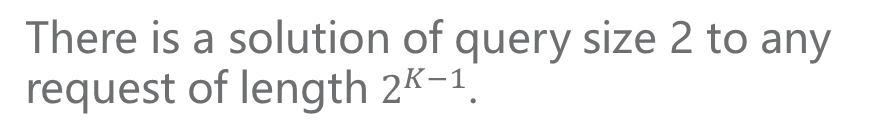 There is a solution of query size 2 to any
request of length $2^{K-1}$.